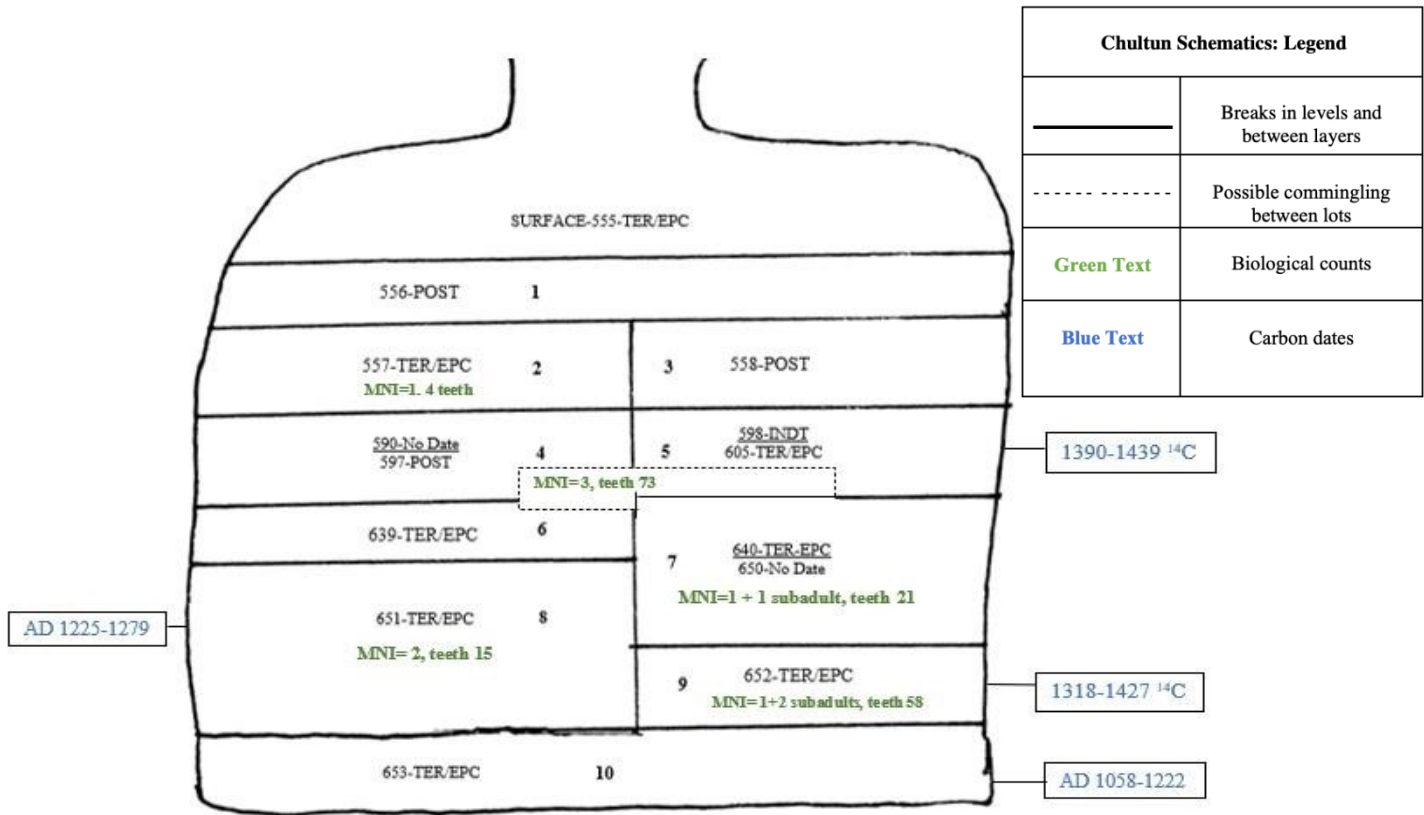 Chultun Schematics: Legend
Breaks in levels and
between layers
Possible commingling
between lots
Green Text
Biological counts
Blue Text
Carbon dates
SURFACE-555-TER/EPC
556-POST 1
557-TER/EPC 2
MNI=1. 4 teeth
3 558-POST
590-No Date
597-POST 4
598-INDT
5 605-TER/EPC
1390-1439 ¹⁴C
MNI=3, teeth 73
639-TER/EPC 6
7 640-TER-EPC
650-No Date
MNI=1 + 1 subadult, teeth 21
AD 1225-1279
651-TER/EPC 8
MNI= 2, teeth 15
9 652-TER/EPC
MNI=1+2 subadults, teeth 58
1318-1427 ¹⁴C
653-TER/EPC 10
AD 1058-1222